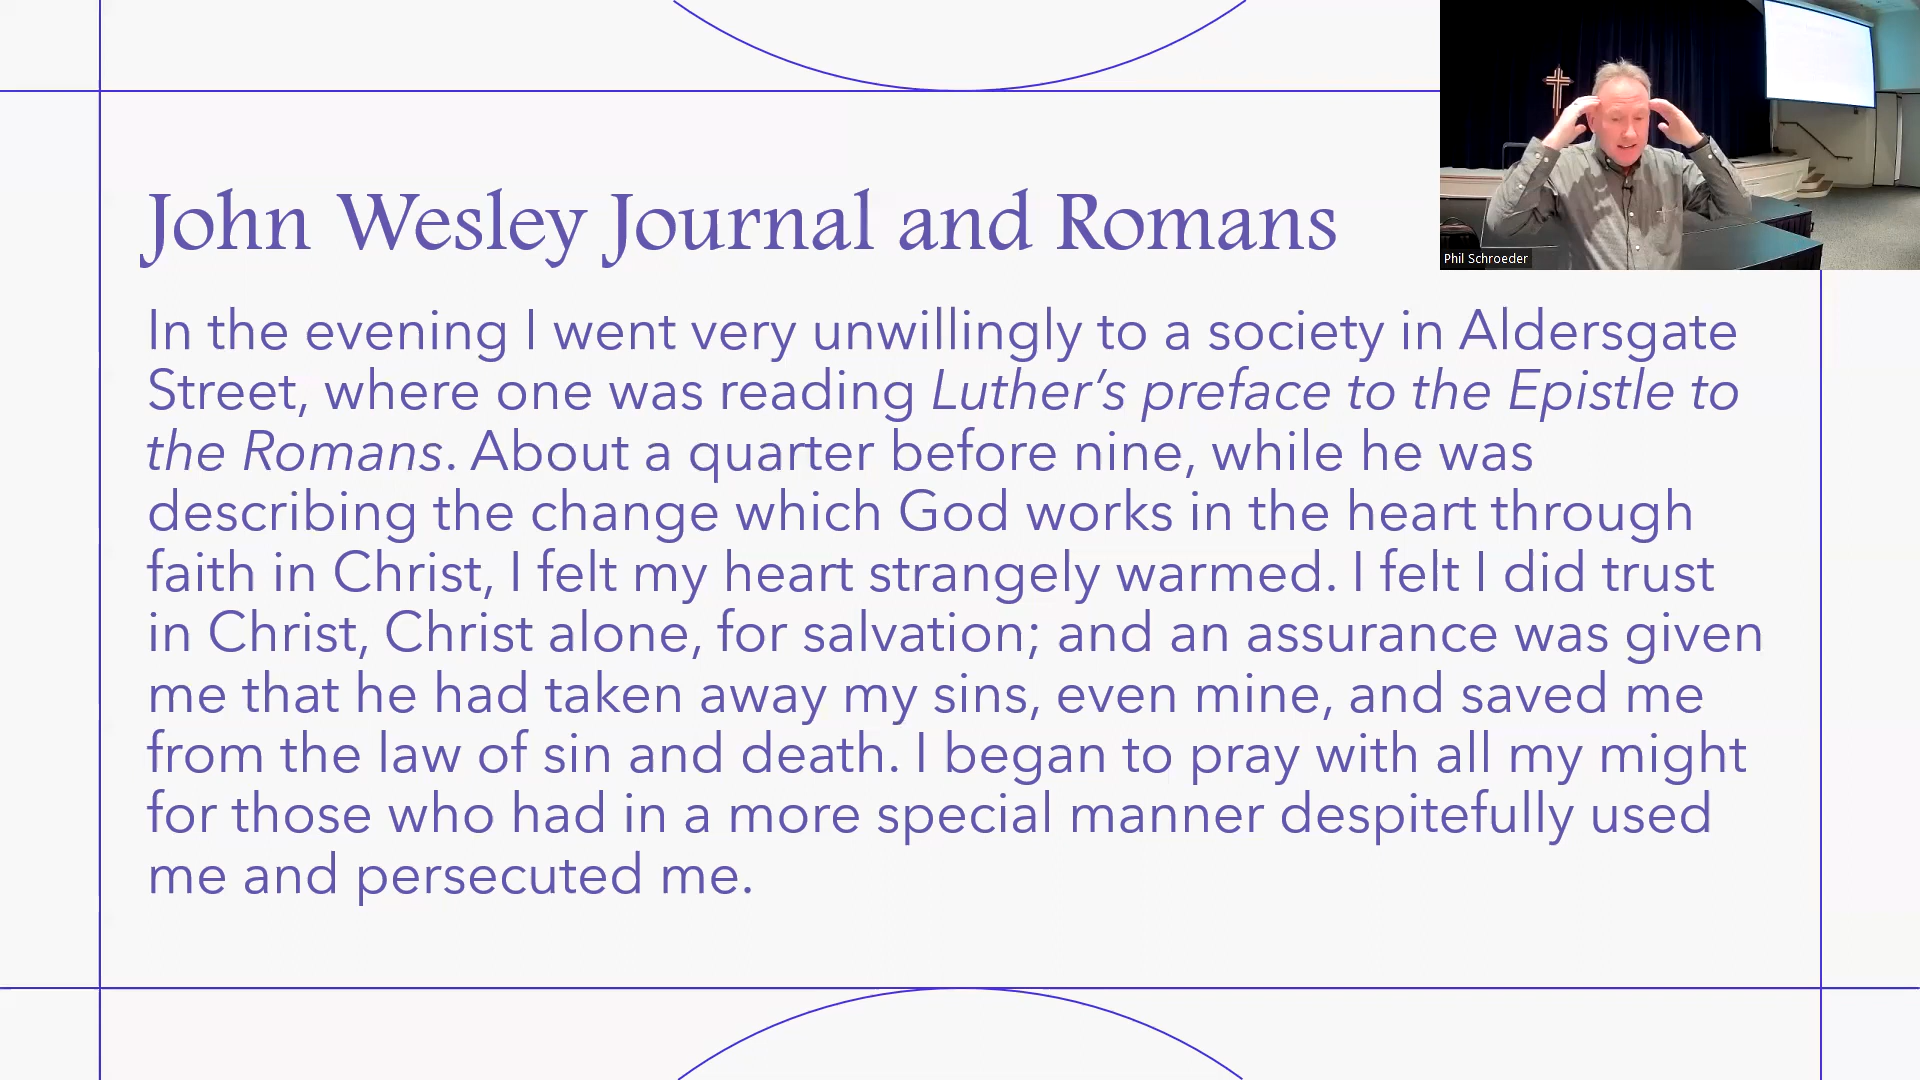 John Wesley Journal and Romans
In the evening I went very unwillingly to a society in Aldersgate
Street, where one was reading Luther’s preface to the Epistle to
the Romans. About a quarter before nine, while he was
describing the change which God works in the heart through
faith in Christ, I felt my heart strangely warmed. I felt I did trust
in Christ, Christ alone, for salvation; and an assurance was given
me that he had taken away my sins, even mine, and saved me
from the law of sin and death. I began to pray with all my might
for those who had in a more special manner despitefully used
me and persecuted me.
Phil Schroeder